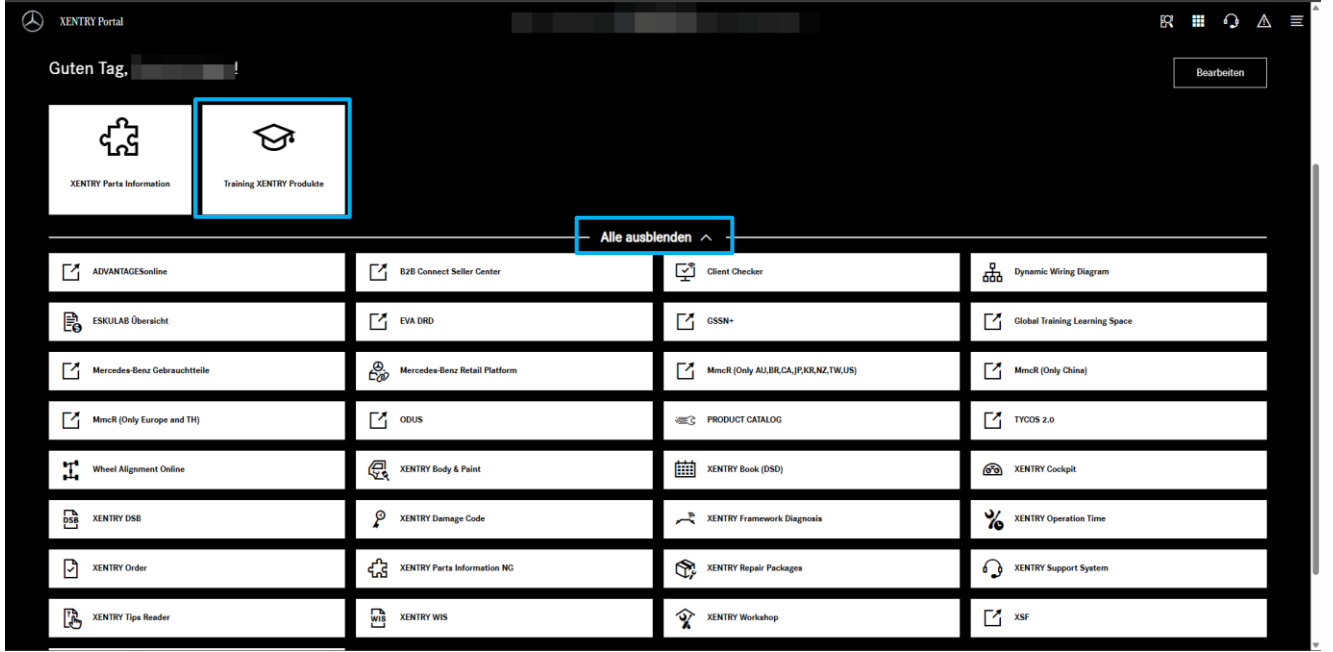 XENTRY Portal
Guten Tag, !
Bearbeiten
XENTRY Parts Information
Training XENTRY Produkte
Alle ausblenden
ADVANTAGESonline
B2B Connect Seller Center
Client Checker
Dynamic Wiring Diagram
ESKULAB Übersicht
EVA DRD
GSSN+
Global Training Learning Space
Mercedes-Benz Gebrauchtteile
Mercedes-Benz Retail Platform
MmcR (Only AU,BR,CA,JP,KR,NZ,TW,US)
MmcR (Only China)
MmcR (Only Europe and TH)
ODUS
PRODUCT CATALOG
TYCOS 2.0
Wheel Alignment Online
XENTRY Body & Paint
XENTRY Book (DSD)
XENTRY Cockpit
DSB
XENTRY DSB
XENTRY Damage Code
XENTRY Framework Diagnosis
XENTRY Operation Time
XENTRY Order
XENTRY Parts Information NG
XENTRY Repair Packages
XENTRY Support System
XENTRY Tips Reader
WIS
XENTRY WIS
XENTRY Workshop
XSF